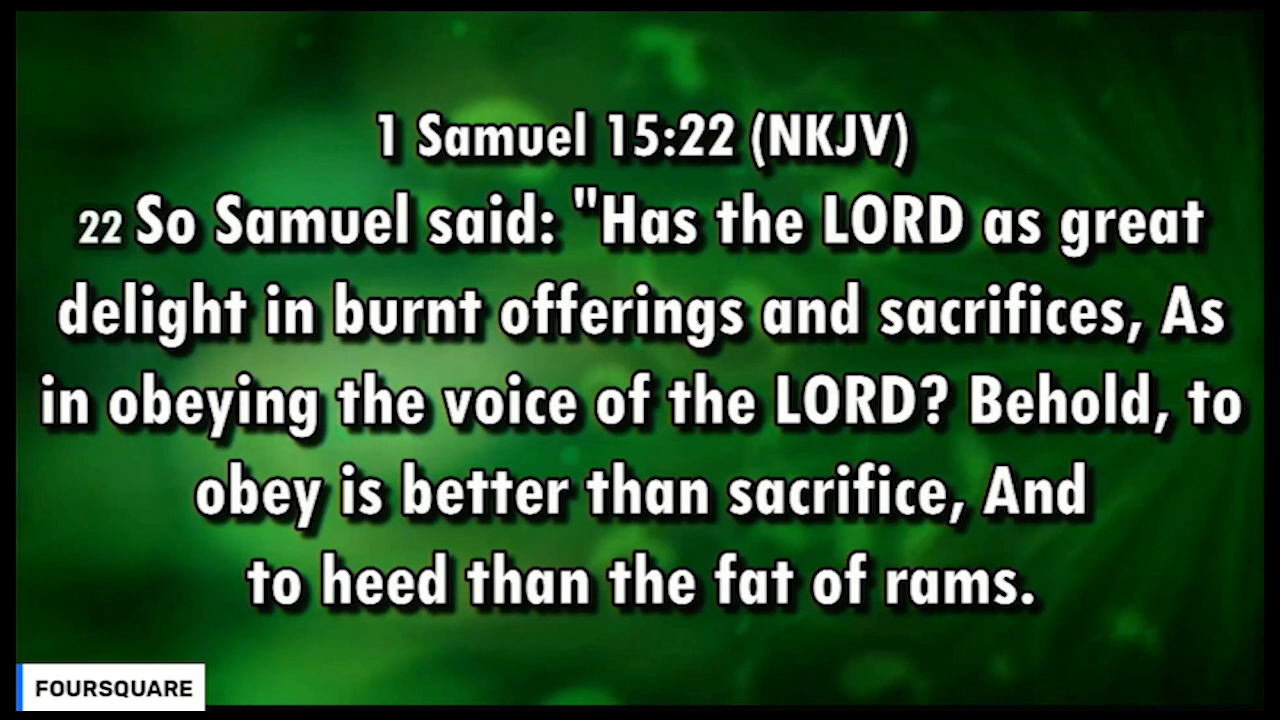 1 Samuel 15:22 (NKJV)
22 So Samuel said: "Has the LORD as great
delight in burnt offerings and sacrifices, As
in obeying the voice of the LORD? Behold, to
obey is better than sacrifice, And
to heed than the fat of rams.
FOURSQUARE